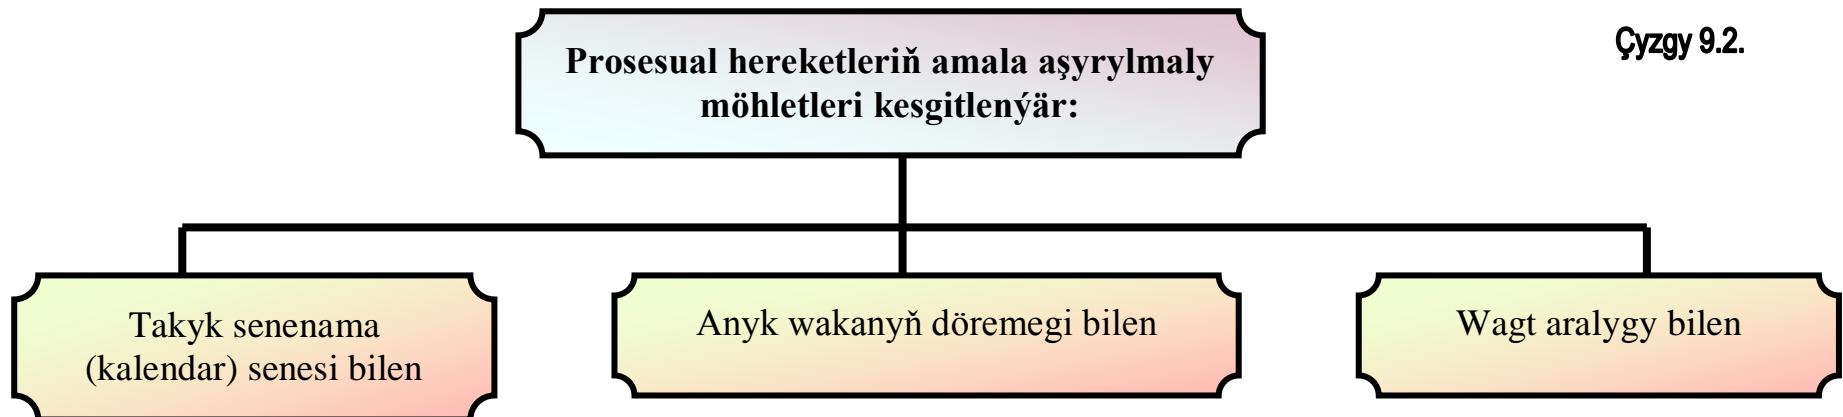 Çyzgy 9.2.
Prosesual hereketleriň amala aşyrylmaly
möhletleri kesgitlenýär:
Takyk senenama
(kalendar) senesi bilen
Anyk wakanyň döremegi bilen
Wagt aralygy bilen